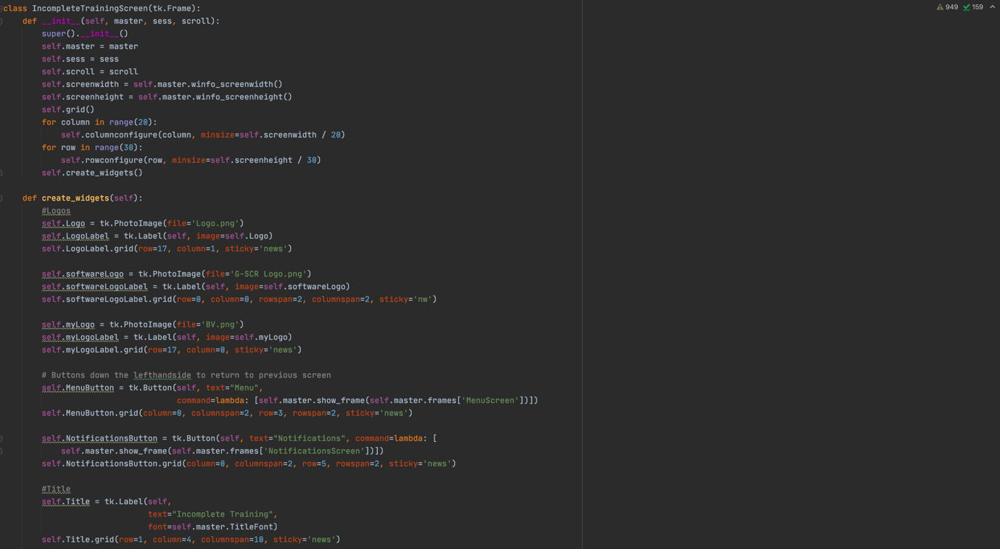 class IncompleteTrainingScreen(tk.Frame):
949 159
    def __init__(self, master, sess, scroll):
        super().__init__()
        self.master = master
        self.sess = sess
        self.scroll = scroll
        self.screenwidth = self.master.winfo_screenwidth()
        self.screenheight = self.master.winfo_screenheight()
        self.grid()
        for column in range(20):
            self.columnconfigure(column, minsize=self.screenwidth / 20)
        for row in range(30):
            self.rowconfigure(row, minsize=self.screenheight / 30)
        self.create_widgets()

    def create_widgets(self):
        #Logos
        self.Logo = tk.PhotoImage(file='Logo.png')
        self.LogoLabel = tk.Label(self, image=self.Logo)
        self.LogoLabel.grid(row=17, column=1, sticky='news')

        self.softwareLogo = tk.PhotoImage(file='G-SCR Logo.png')
        self.softwareLogoLabel = tk.Label(self, image=self.softwareLogo)
        self.softwareLogoLabel.grid(row=0, column=0, rowspan=2, columnspan=2, sticky='nw')

        self.myLogo = tk.PhotoImage(file='BV.png')
        self.myLogoLabel = tk.Label(self, image=self.myLogo)
        self.myLogoLabel.grid(row=17, column=0, sticky='news')

        # Buttons down the lefthandside to return to previous screen
        self.MenuButton = tk.Button(self, text="Menu",
                                    command=lambda: [self.master.show_frame(self.master.frames['MenuScreen'])])
        self.MenuButton.grid(column=0, columnspan=2, row=3, rowspan=2, sticky='news')

        self.NotificationsButton = tk.Button(self, text="Notifications", command=lambda: [
            self.master.show_frame(self.master.frames['NotificationsScreen'])])
        self.NotificationsButton.grid(column=0, columnspan=2, row=5, rowspan=2, sticky='news')

        #Title
        self.Title = tk.Label(self,
                              text="Incomplete Training",
                              font=self.master.TitleFont)
        self.Title.grid(row=1, column=4, columnspan=10, sticky='news')